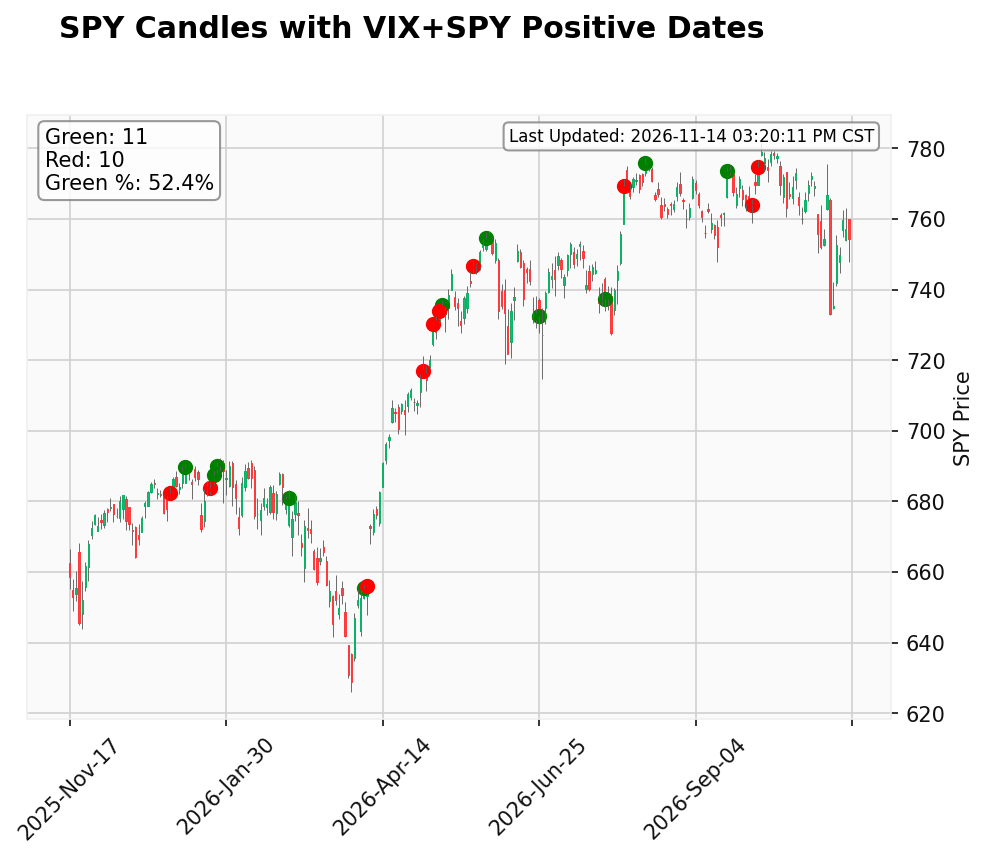 SPY Candles with VIX+SPY Positive Dates
Green: 11
Red: 10
Green %: 52.4%
Last Updated: 2026-11-14 03:20:11 PM CST
780
760
740
720
700
680
660
640
620
SPY Price
2025-Nov-17
2026-Jan-30
2026-Apr-14
2026-Jun-25
2026-Sep-04